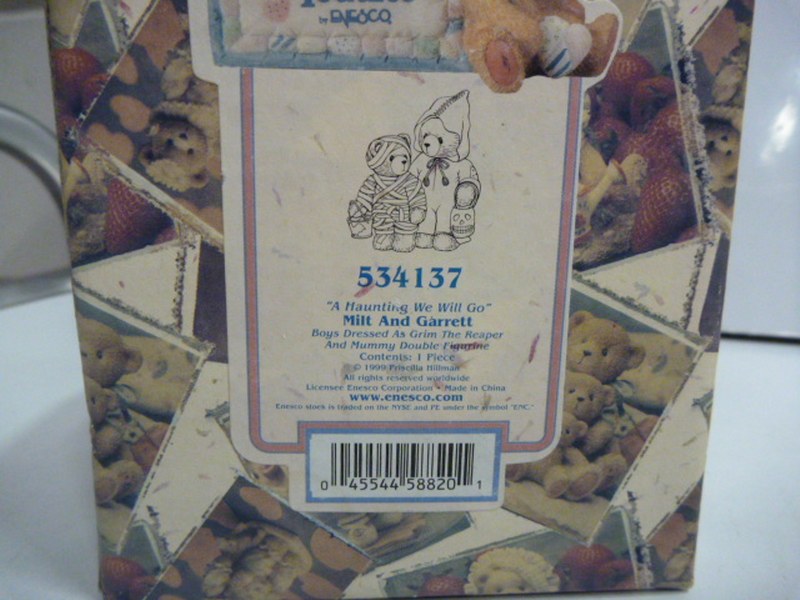 by ENESCO
534137
"A Haunting We Will Go"
Milt And Garrett
Boys Dressed As Grim The Reaper
And Mummy Double Figurine
Contents: 1 Piece
© 1999 Priscilla Hillman
All rights reserved worldwide
Licensee Enesco Corporation • Made in China
www.enesco.com
Enesco stock is traded on the NYSE and PE under the symbol "ENC."
0 45544 58820 1